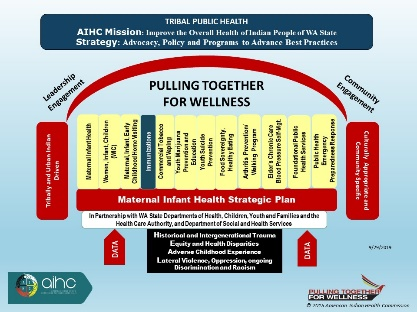 TRIBAL PUBLIC HEALTH
AIHC Mission: Improve the Overall Health of Indian People of WA State
Strategy: Advocacy, Policy and Programs to Advance Best Practices
Leadership
Engagement
Community
Engagement
PULLING TOGETHER
FOR WELLNESS
Tribally and Urban Indian
Driven
Maternal Infant Health
Women, Infant, Children
(WIC)
Maternal, Infant, Early
Childhood Home Visiting
Immunizations
Commercial Tobacco
and Vaping
Youth Marijuana
Prevention and
Education
Youth Suicide
Prevention
Food Sovereignty,
Healthy Eating
Arthritis Prevention/
Walking Program
Elder's Chronic Care
Blood Pressure Self-Mgt.
Foundational Public
Health Services
Public Health
Emergency
Preparedness Response
Culturally Appropriate and
Community Specific
Maternal Infant Health Strategic Plan
In Partnership with WA State Departments of Health, Children, Youth and Families and the
Health Care Authority, and Department of Social and Health Services
DATA
Historical and Intergenerational Trauma
Equity and Health Disparities
Adverse Childhood Experience
Lateral Violence, Oppression, ongoing
Discrimination and Racism
DATA
aihc
PULLING TOGETHER
FOR WELLNESS